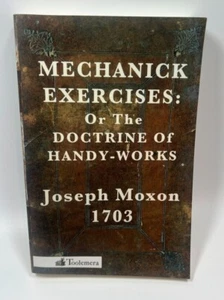 MECHANICK
EXERCISES:
Or The
DOCTRINE Of
HANDY-WORKS
Joseph Moxon
1703
Toolemera